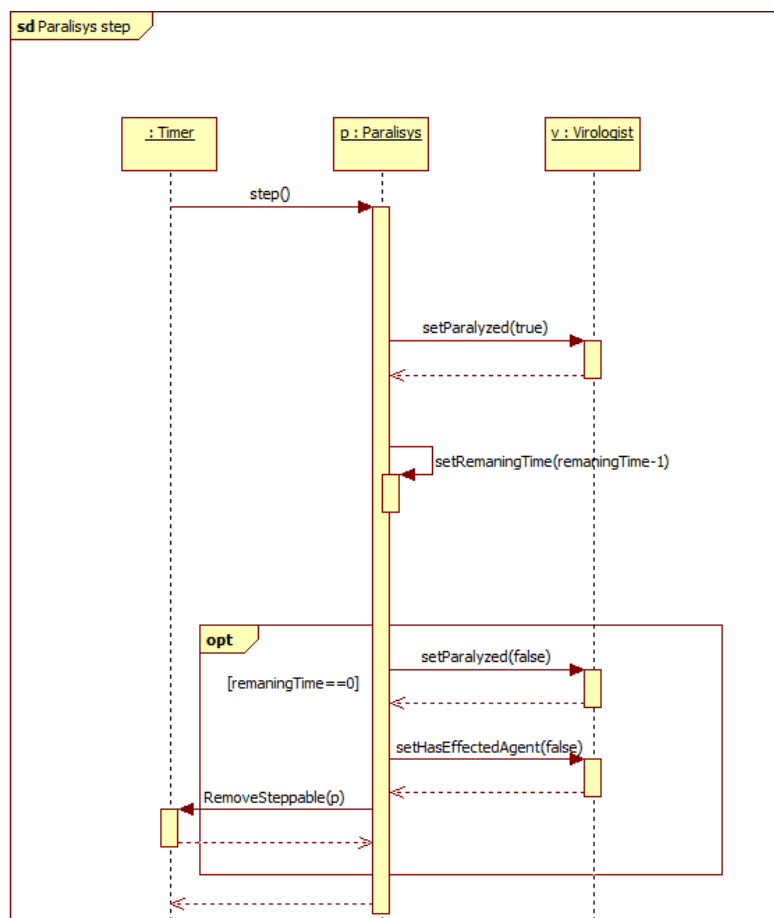 sd Paralisys step
: Timer
p : Paralisys
v : Virologist
step()
setParalyzed(true)
setRemaningTime(remaningTime-1)
opt
setParalyzed(false)
[remaningTime==0]
setHasEffectedAgent(false)
RemoveSteppable(p)